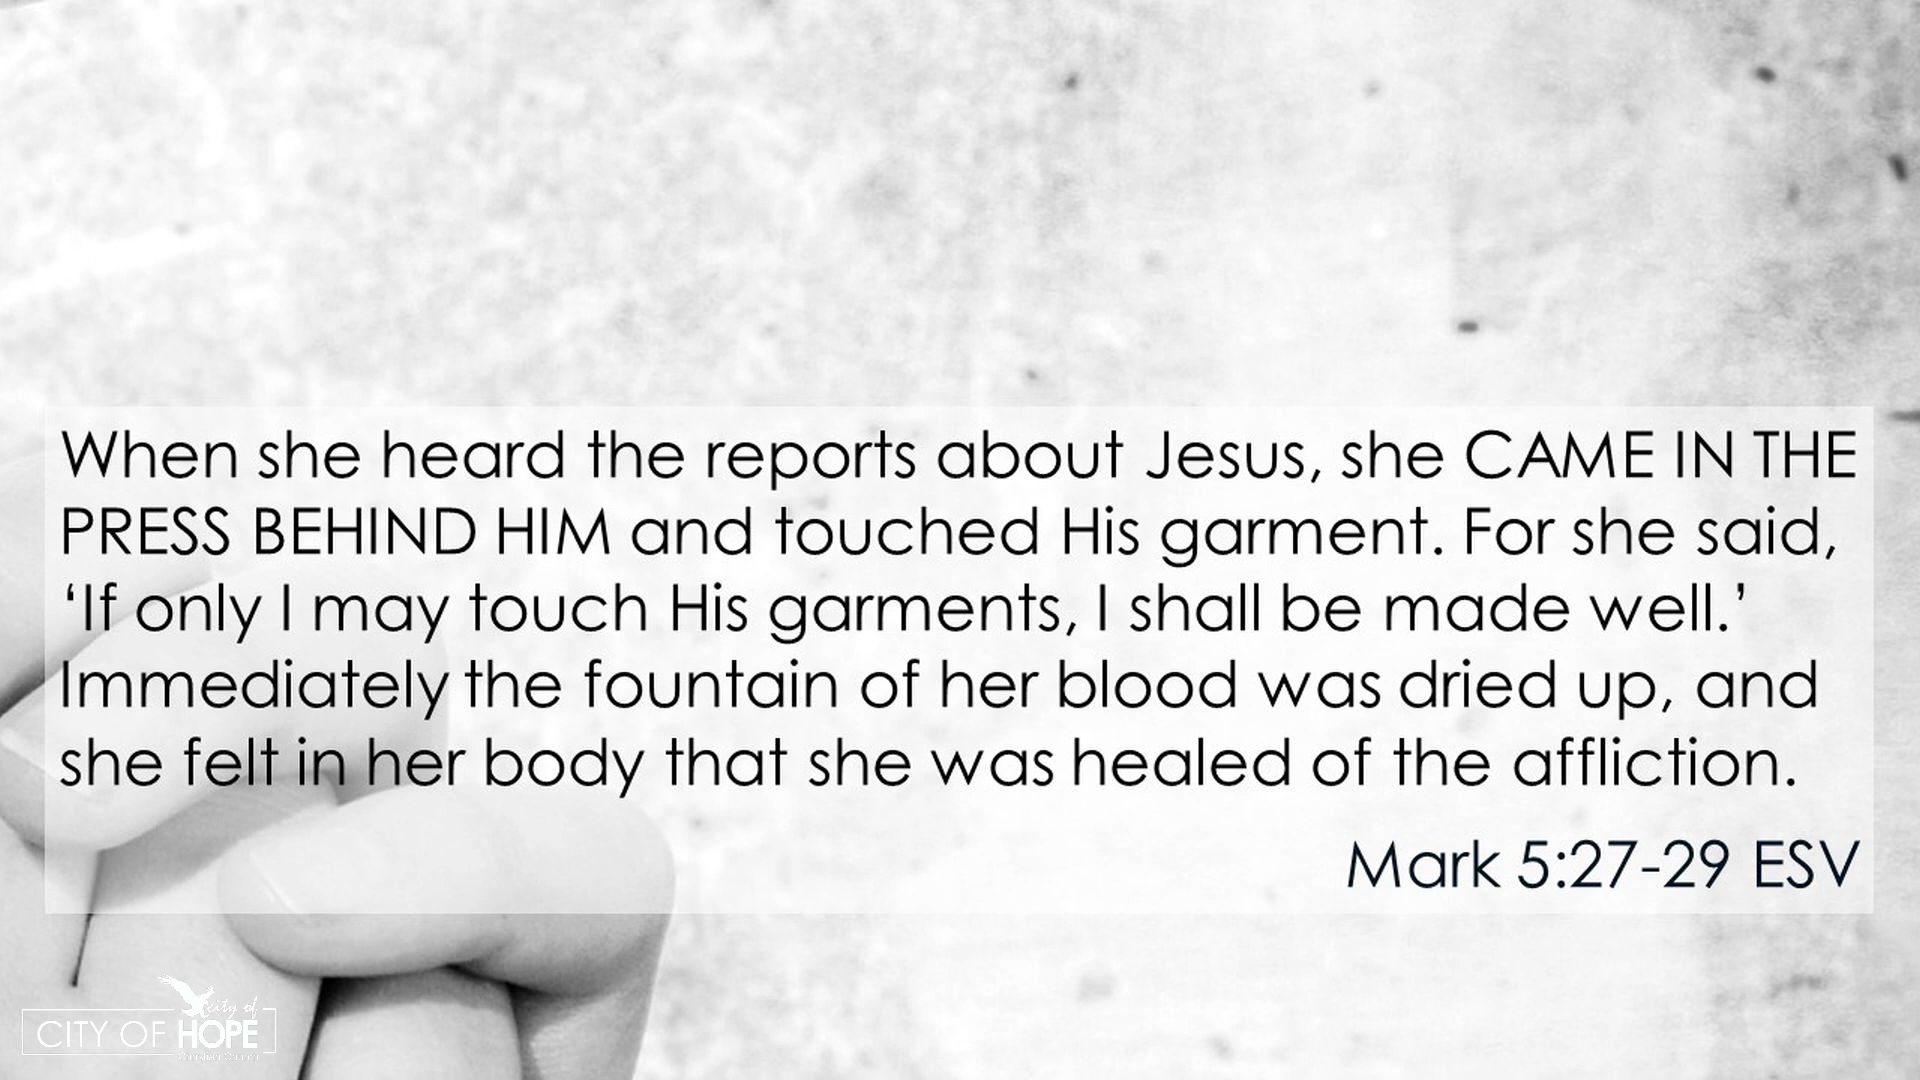 When she heard the reports about Jesus, she CAME IN THE
PRESS BEHIND HIM and touched His garment. For she said,
‘If only I may touch His garments, I shall be made well.’
Immediately the fountain of her blood was dried up, and
she felt in her body that she was healed of the affliction.
Mark 5:27-29 ESV
city of
CITY OF HOPE
Christian Church